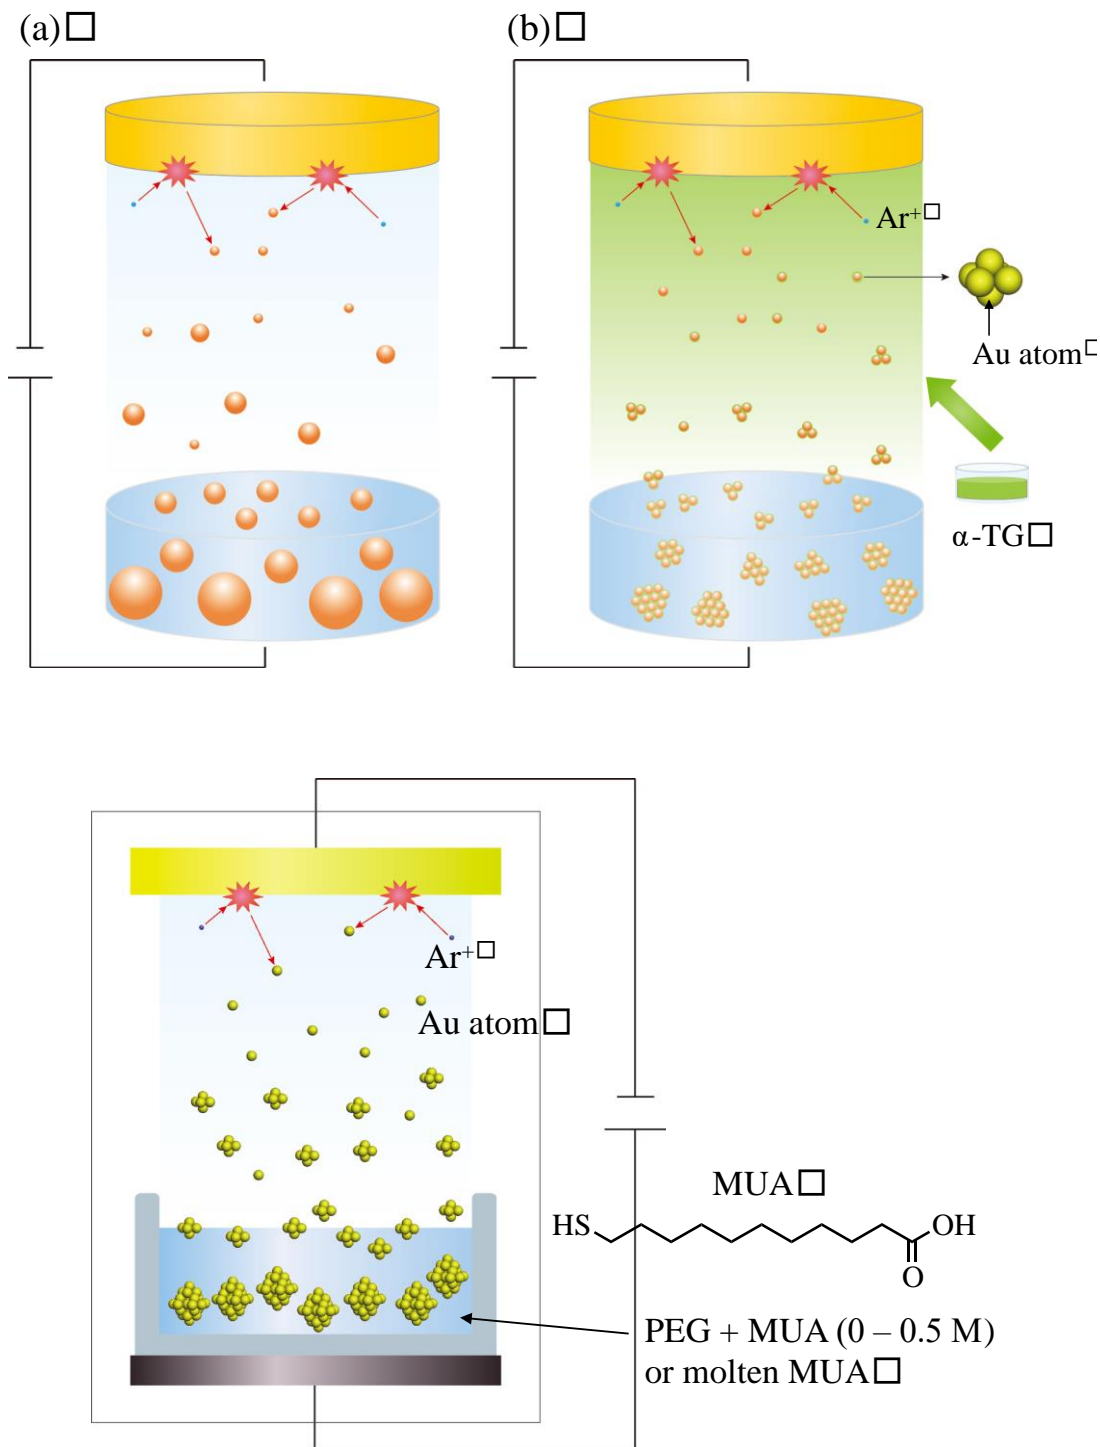 (a)□
(b)□
Ar⁺□
Au atom□
α-TG□
Ar⁺□
Au atom□
MUA□
HS
OH
O
PEG + MUA (0 – 0.5 M)
or molten MUA□